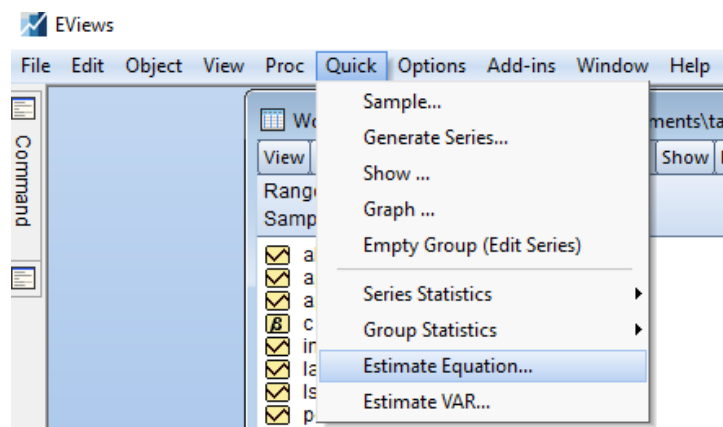 EViews
File Edit Object View Proc Quick Options Add-ins Window Help
Command
View
Show
Sample...
Generate Series...
Show ...
Graph ...
Empty Group (Edit Series)
Series Statistics
Group Statistics
Estimate Equation...
Estimate VAR...